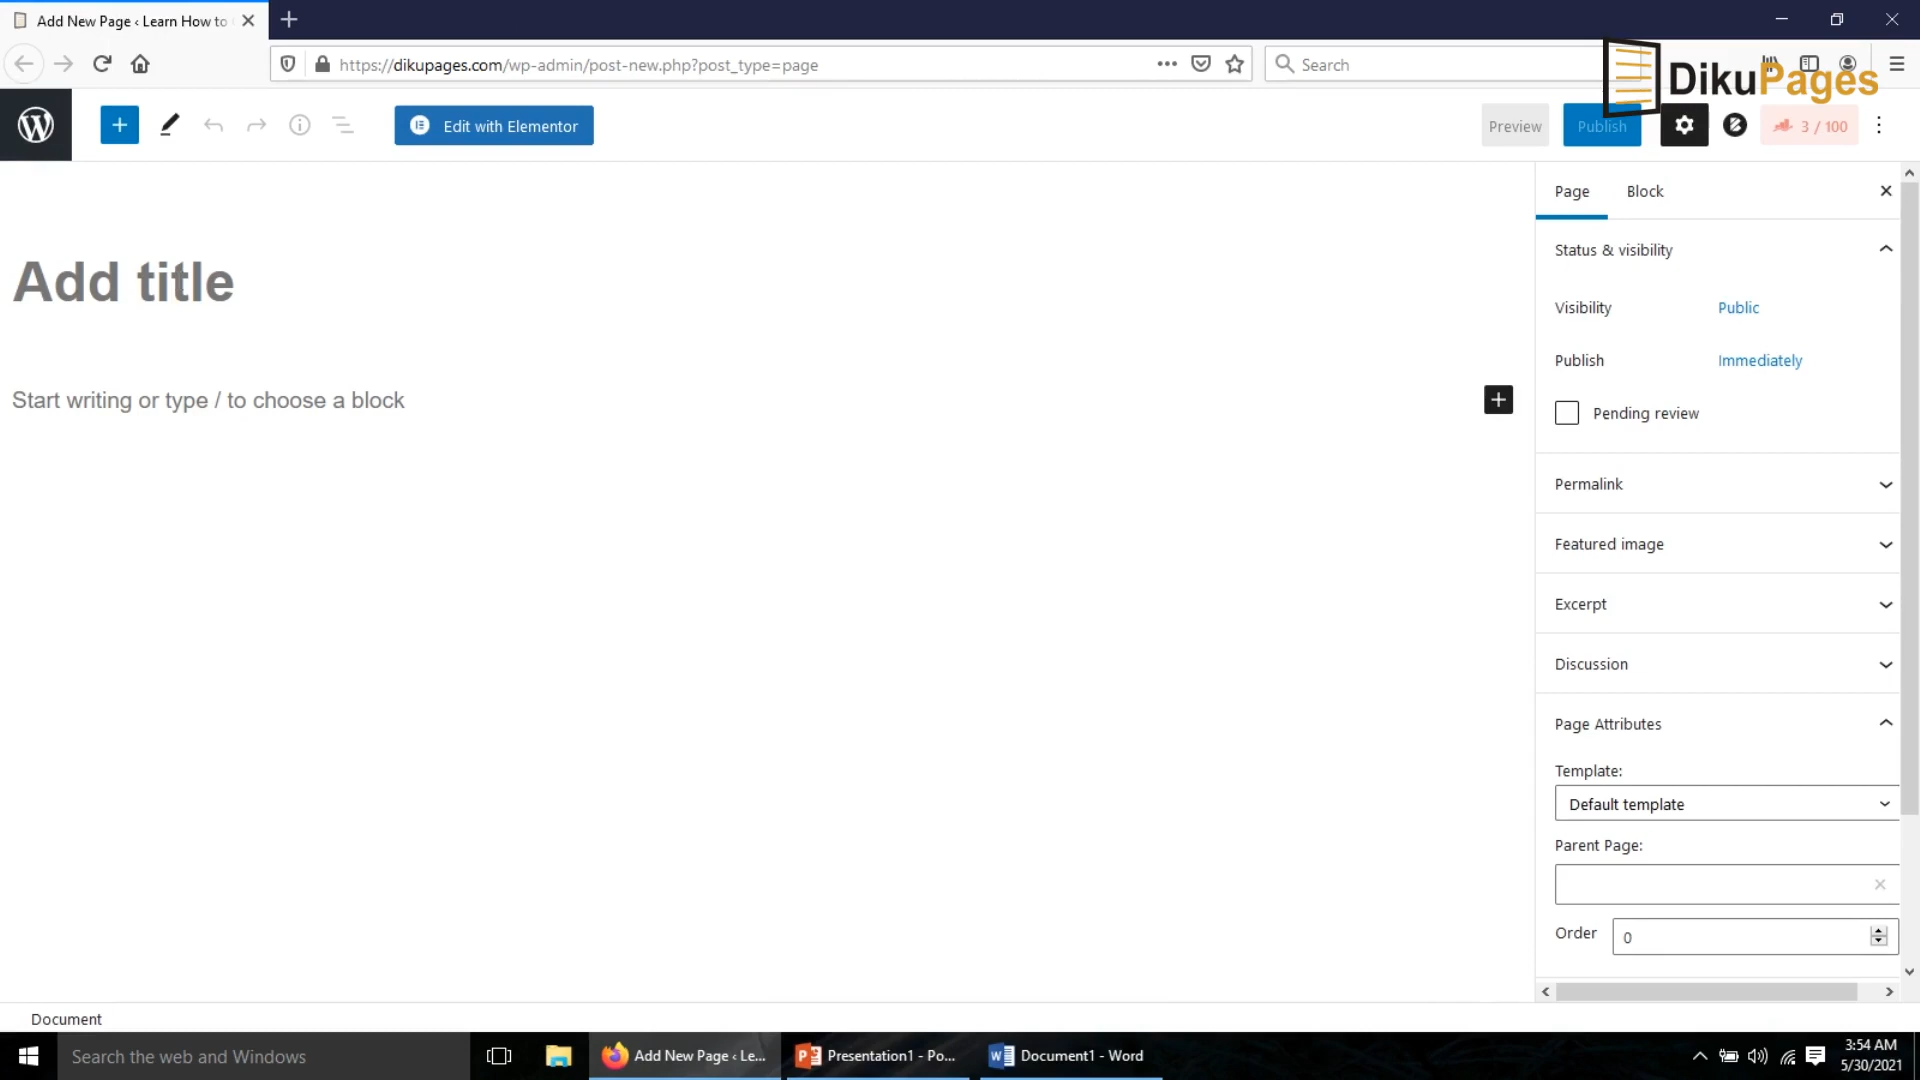 Add New Page ‹ Learn How to
https://dikupages.com/wp-admin/post-new.php?post_type=page
Search
DikuPages
Edit with Elementor
Preview
Publish
3 / 100
Page
Block
Add title
Start writing or type / to choose a block
Status & visibility
Visibility
Public
Publish
Immediately
Pending review
Permalink
Featured image
Excerpt
Discussion
Page Attributes
Template:
Default template
Parent Page:
Order
0
Document
Search the web and Windows
Add New Page ‹ Le...
Presentation1 - Po...
Document1 - Word
3:54 AM
5/30/2021